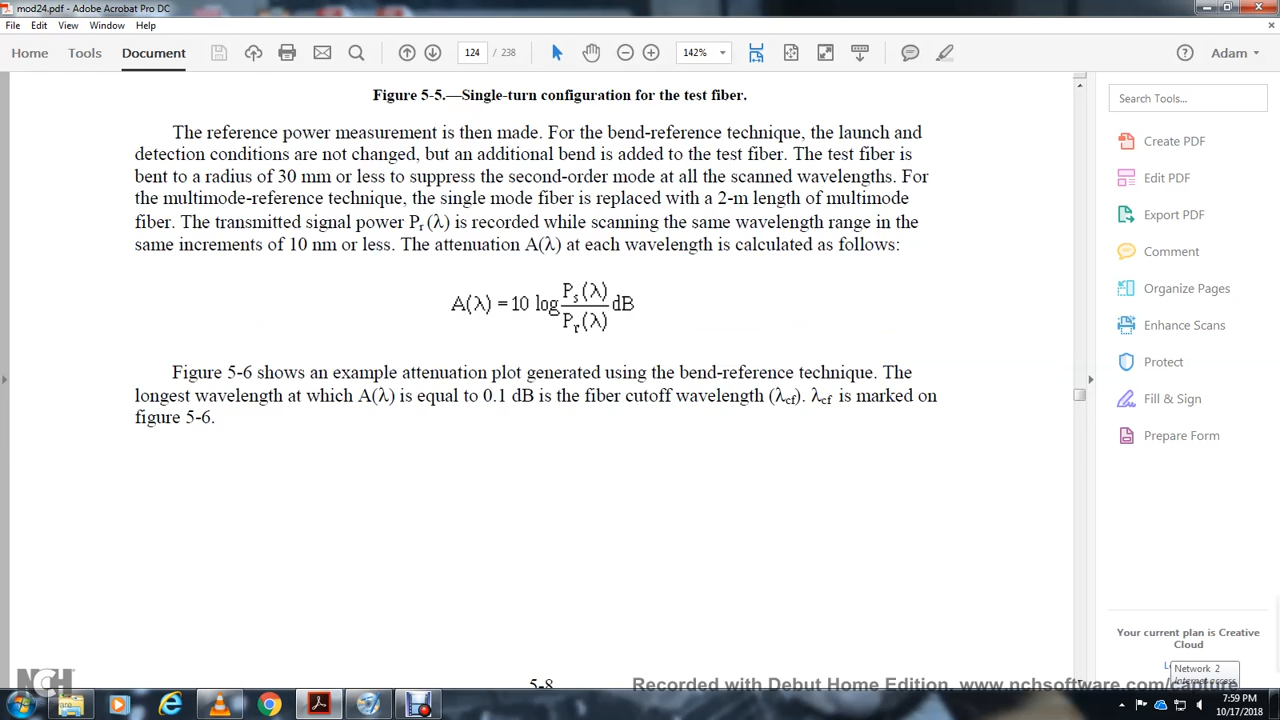 mod24.pdf - Adobe Acrobat Pro DC
File Edit View Window Help
Home Tools Document 124 / 238 142% Adam
Figure 5-5.—Single-turn configuration for the test fiber.
The reference power measurement is then made. For the bend-reference technique, the launch and
detection conditions are not changed, but an additional bend is added to the test fiber. The test fiber is
bent to a radius of 30 mm or less to suppress the second-order mode at all the scanned wavelengths. For
the multimode-reference technique, the single mode fiber is replaced with a 2-m length of multimode
fiber. The transmitted signal power Pr (λ) is recorded while scanning the same wavelength range in the
same increments of 10 nm or less. The attenuation A(λ) at each wavelength is calculated as follows:
A(λ) = 10 log Ps(λ) / Pr(λ) dB
Figure 5-6 shows an example attenuation plot generated using the bend-reference technique. The
longest wavelength at which A(λ) is equal to 0.1 dB is the fiber cutoff wavelength (λcf). λcf is marked on
figure 5-6.
5-8
Search Tools...
Create PDF
Edit PDF
Export PDF
Comment
Organize Pages
Enhance Scans
Protect
Fill & Sign
Prepare Form
Your current plan is Creative
Cloud
Network 2
Internet access
NCH
Recorded with Debut Home Edition. www.nchsoftware.com/capture
7:59 PM
10/17/2018